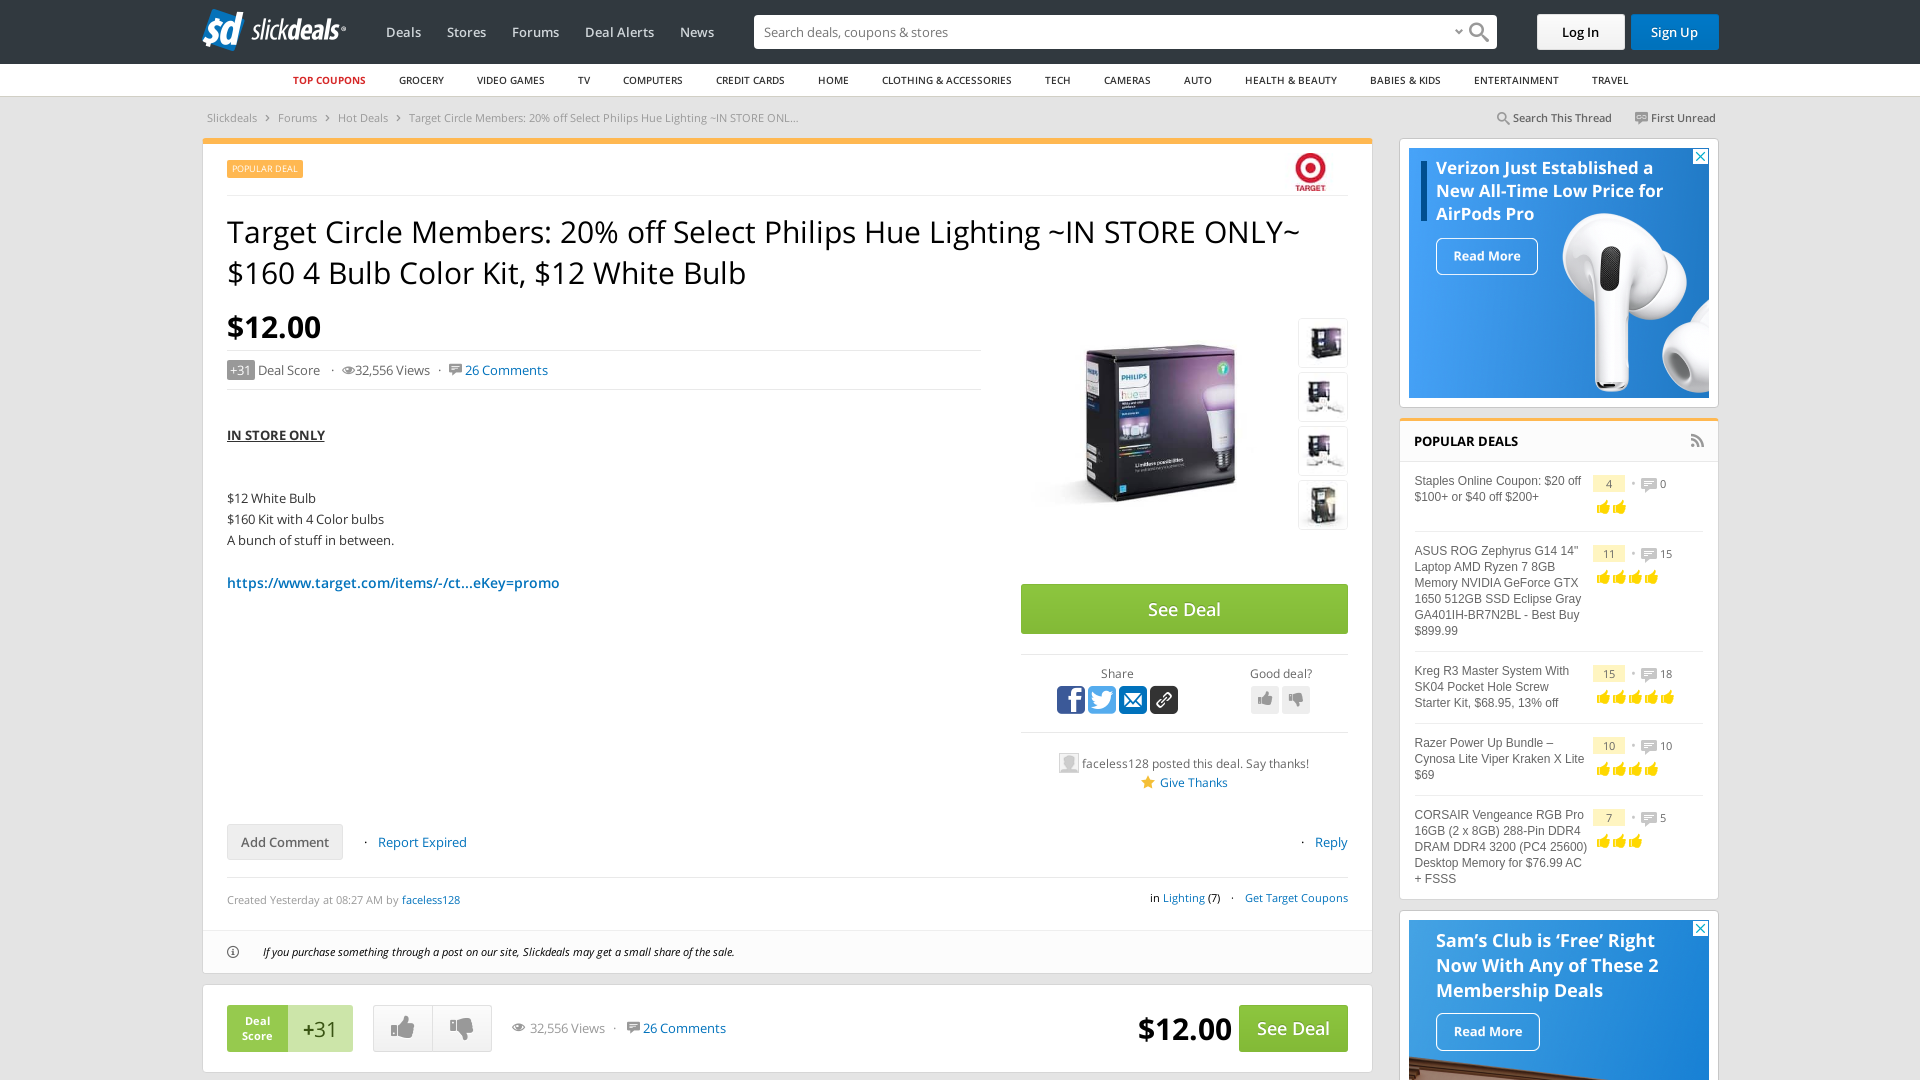 slickdeals
Deals
Stores
Forums
Deal Alerts
News
Search deals, coupons & stores
Log In
Sign Up
TOP COUPONS
GROCERY
VIDEO GAMES
TV
COMPUTERS
CREDIT CARDS
HOME
CLOTHING & ACCESSORIES
TECH
CAMERAS
AUTO
HEALTH & BEAUTY
BABIES & KIDS
ENTERTAINMENT
TRAVEL
Slickdeals > Forums > Hot Deals > Target Circle Members: 20% off Select Philips Hue Lighting ~IN STORE ONL...
Search This Thread
First Unread
POPULAR DEAL
TARGET
Target Circle Members: 20% off Select Philips Hue Lighting ~IN STORE ONLY~
$160 4 Bulb Color Kit, $12 White Bulb
$12.00
+31 Deal Score · 32,556 Views · 26 Comments
IN STORE ONLY
$12 White Bulb
$160 Kit with 4 Color bulbs
A bunch of stuff in between.
https://www.target.com/items/-/ct...eKey=promo
PHILIPS
hue
Limitless possibilities
See Deal
Share
Good deal?
faceless128 posted this deal. Say thanks!
Give Thanks
Add Comment
· Report Expired
· Reply
Created Yesterday at 08:27 AM by faceless128
in Lighting (7) · Get Target Coupons
If you purchase something through a post on our site, Slickdeals may get a small share of the sale.
Deal
Score
+31
32,556 Views · 26 Comments
$12.00
See Deal
Verizon Just Established a
New All-Time Low Price for
AirPods Pro
Read More
POPULAR DEALS
Staples Online Coupon: $20 off
$100+ or $40 off $200+
4 · 0
ASUS ROG Zephyrus G14 14"
Laptop AMD Ryzen 7 8GB
Memory NVIDIA GeForce GTX
1650 512GB SSD Eclipse Gray
GA401IH-BR7N2BL - Best Buy
$899.99
11 · 15
Kreg R3 Master System With
SK04 Pocket Hole Screw
Starter Kit, $68.95, 13% off
15 · 18
Razer Power Up Bundle –
Cynosa Lite Viper Kraken X Lite
$69
10 · 10
CORSAIR Vengeance RGB Pro
16GB (2 x 8GB) 288-Pin DDR4
DRAM DDR4 3200 (PC4 25600)
Desktop Memory for $76.99 AC
+ FSSS
7 · 5
Sam's Club is 'Free' Right
Now With Any of These 2
Membership Deals
Read More